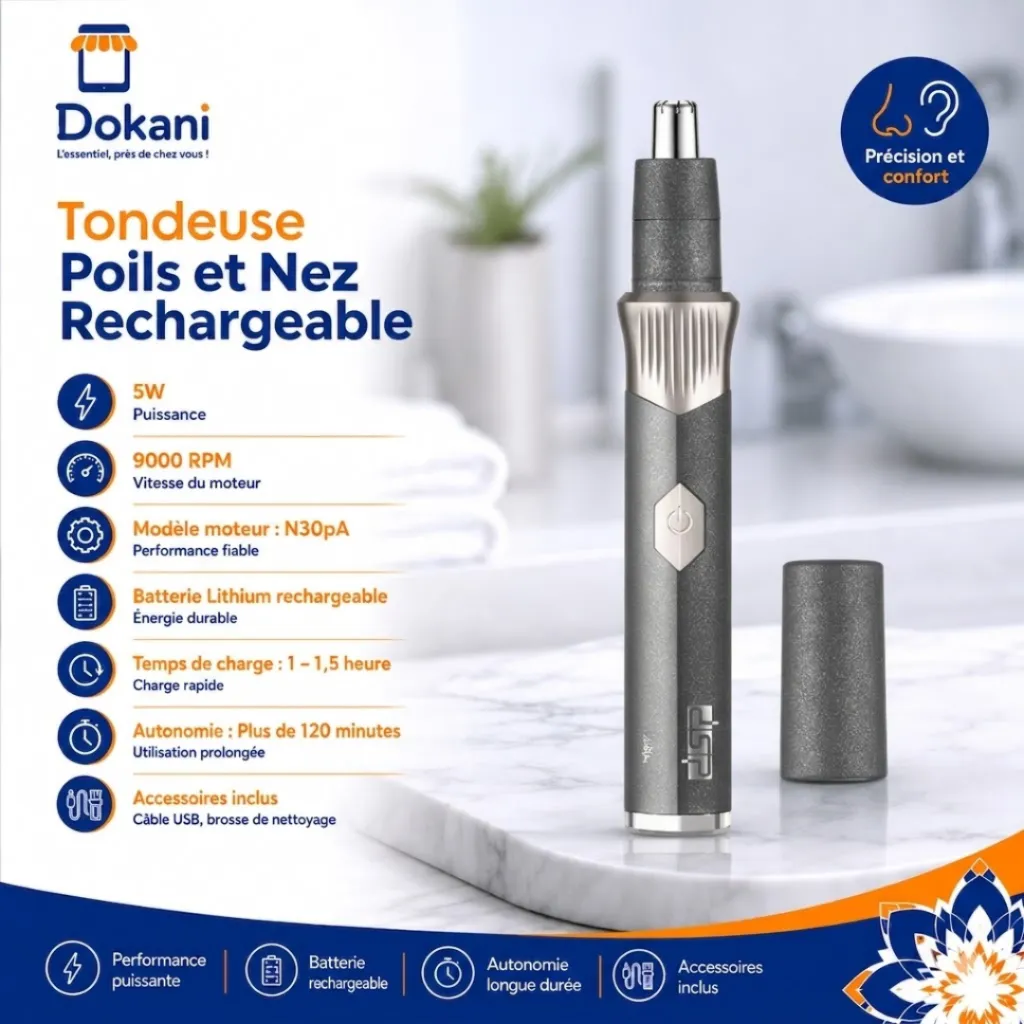 Dokani
L'essentiel, près de chez vous !
Précision et
confort
Tondeuse
Poils et Nez
Rechargeable
5W
Puissance
9000 RPM
Vitesse du moteur
Modèle moteur : N30pA
Performance fiable
Batterie Lithium rechargeable
Énergie durable
Temps de charge : 1 – 1,5 heure
Charge rapide
Autonomie : Plus de 120 minutes
Utilisation prolongée
Accessoires inclus
Câble USB, brosse de nettoyage
dsp
Performance
puissante
Batterie
rechargeable
Autonomie
longue durée
Accessoires
inclus